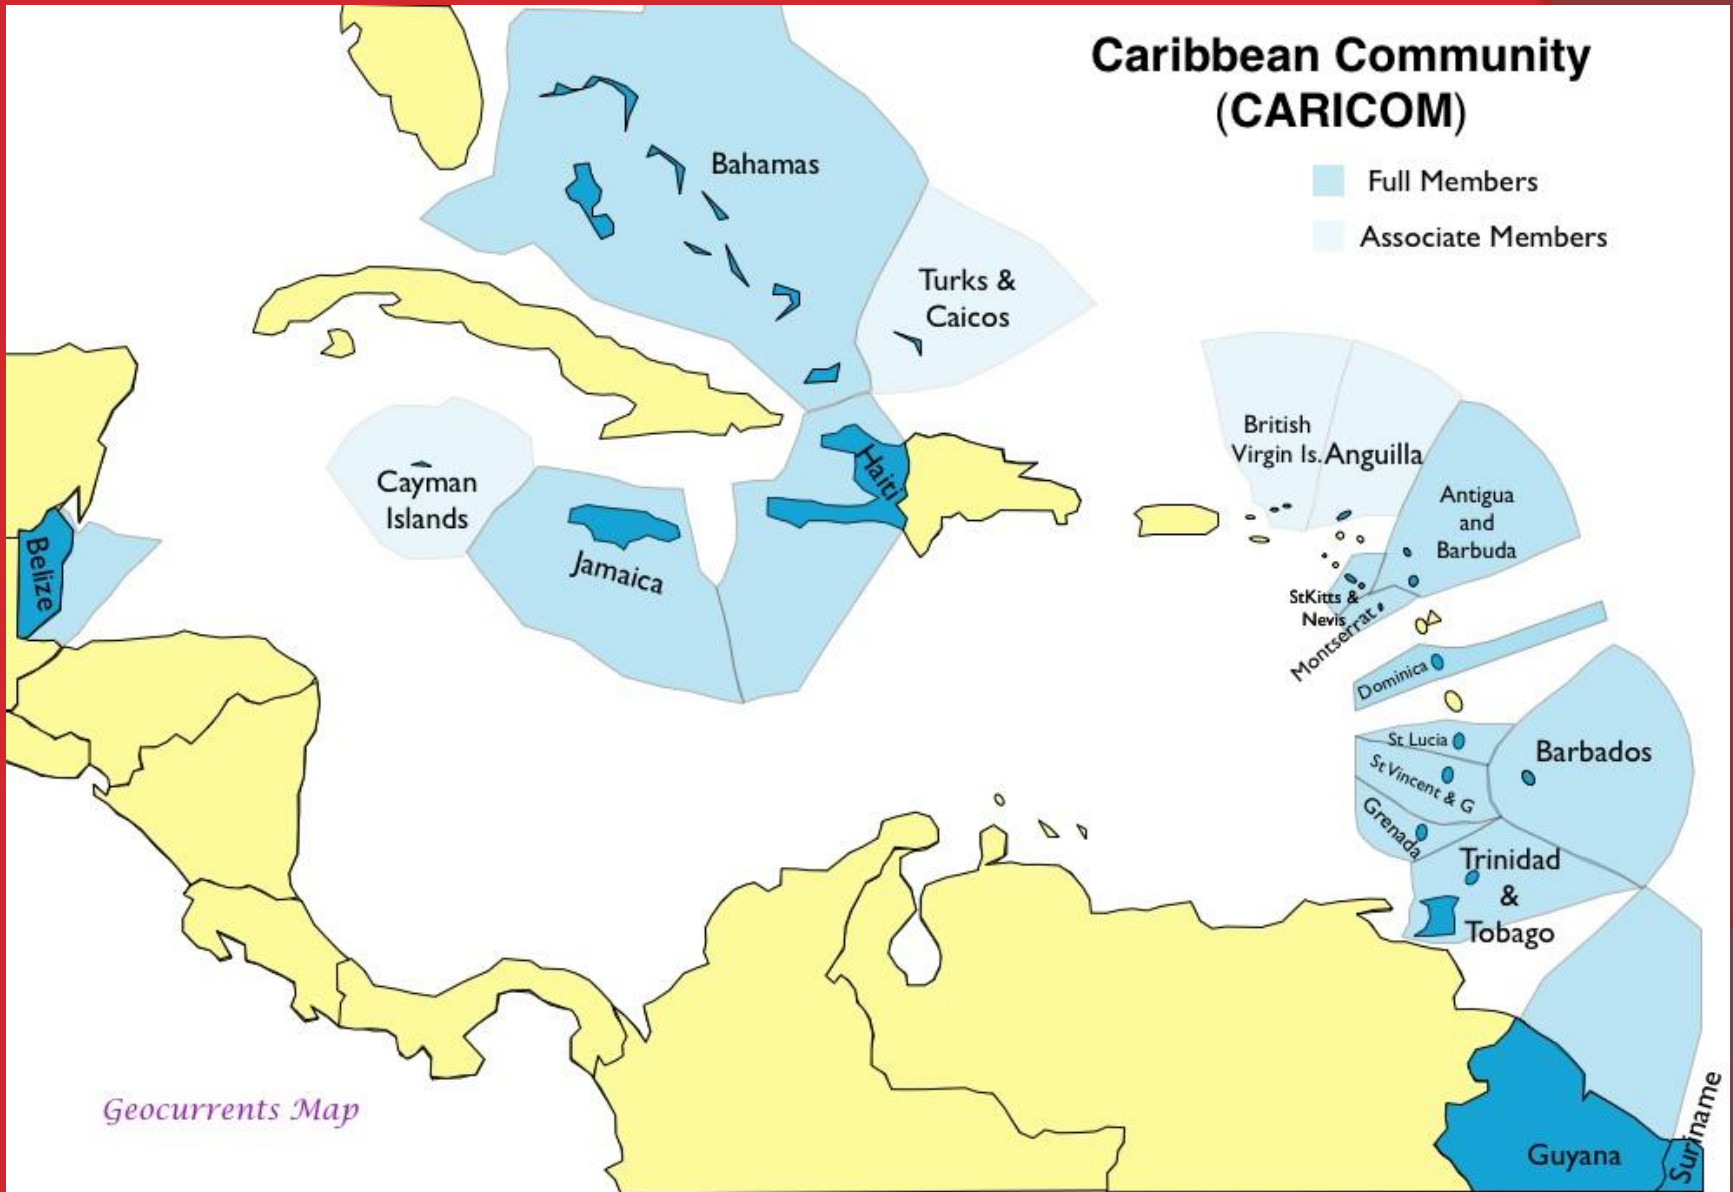 Caribbean Community
(CARICOM)
Full Members
Associate Members
Bahamas
Turks &
Caicos
British
Virgin Is.
Anguilla
Antigua
and
Barbuda
Cayman
Islands
Haiti
Jamaica
Belize
StKitts &
Nevis
Montserrat
Dominica
St Lucia
St Vincent & G
Barbados
Grenada
Trinidad
&
Tobago
Geocurrents Map
Guyana
Suriname